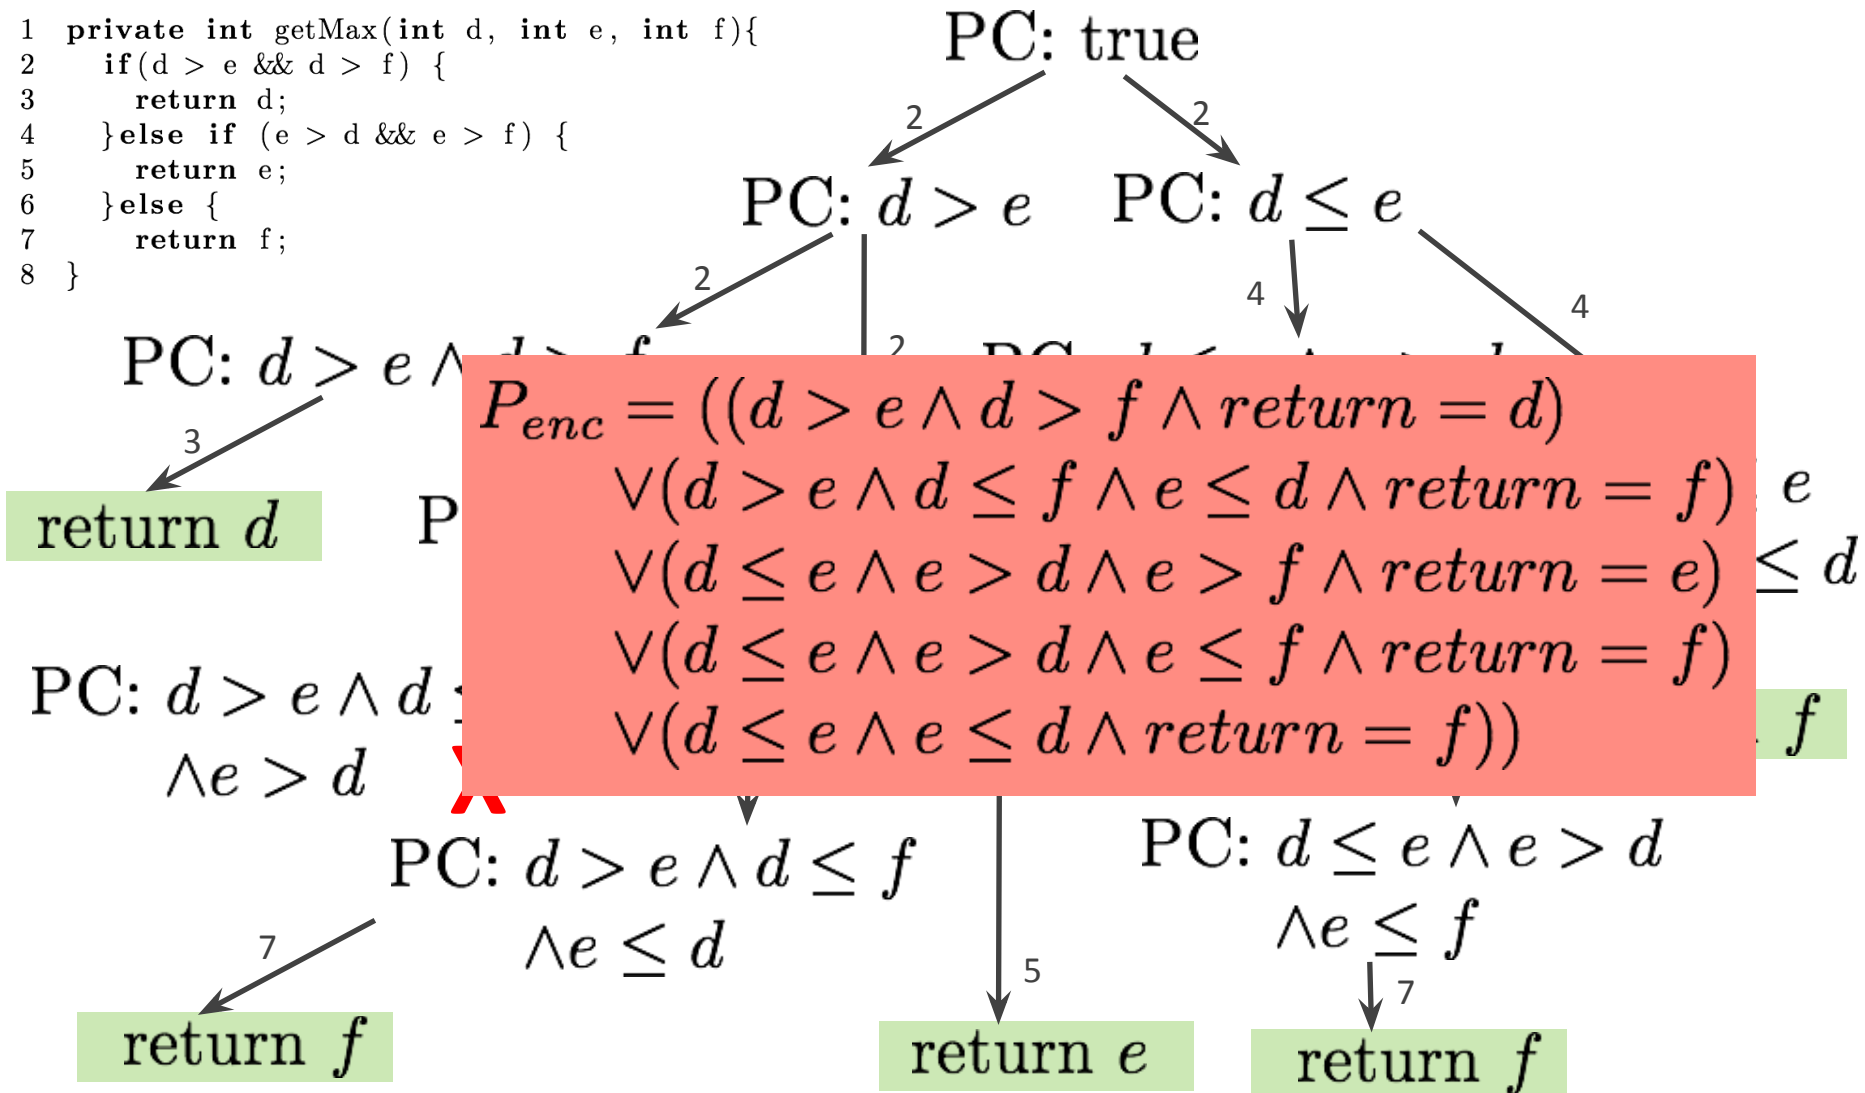 1 private int getMax(int d, int e, int f){
2 if(d > e && d > f) {
3 return d;
4 }else if (e > d && e > f) {
5 return e;
6 }else {
7 return f;
8 }
PC: true
2 2
PC: d > e PC: d ≤ e
2 4 4
2
PC: d > e ∧ d > f
P_enc = ((d > e ∧ d > f ∧ return = d)
∨(d > e ∧ d ≤ f ∧ e ≤ d ∧ return = f)
∨(d ≤ e ∧ e > d ∧ e > f ∧ return = e)
∨(d ≤ e ∧ e > d ∧ e ≤ f ∧ return = f)
∨(d ≤ e ∧ e ≤ d ∧ return = f))
3
return d
P
e
≤ d
PC: d > e ∧ d ≤
∧e > d
f
X
PC: d > e ∧ d ≤ f
∧e ≤ d
PC: d ≤ e ∧ e > d
∧e ≤ f
7 5 7
return f
return e
return f